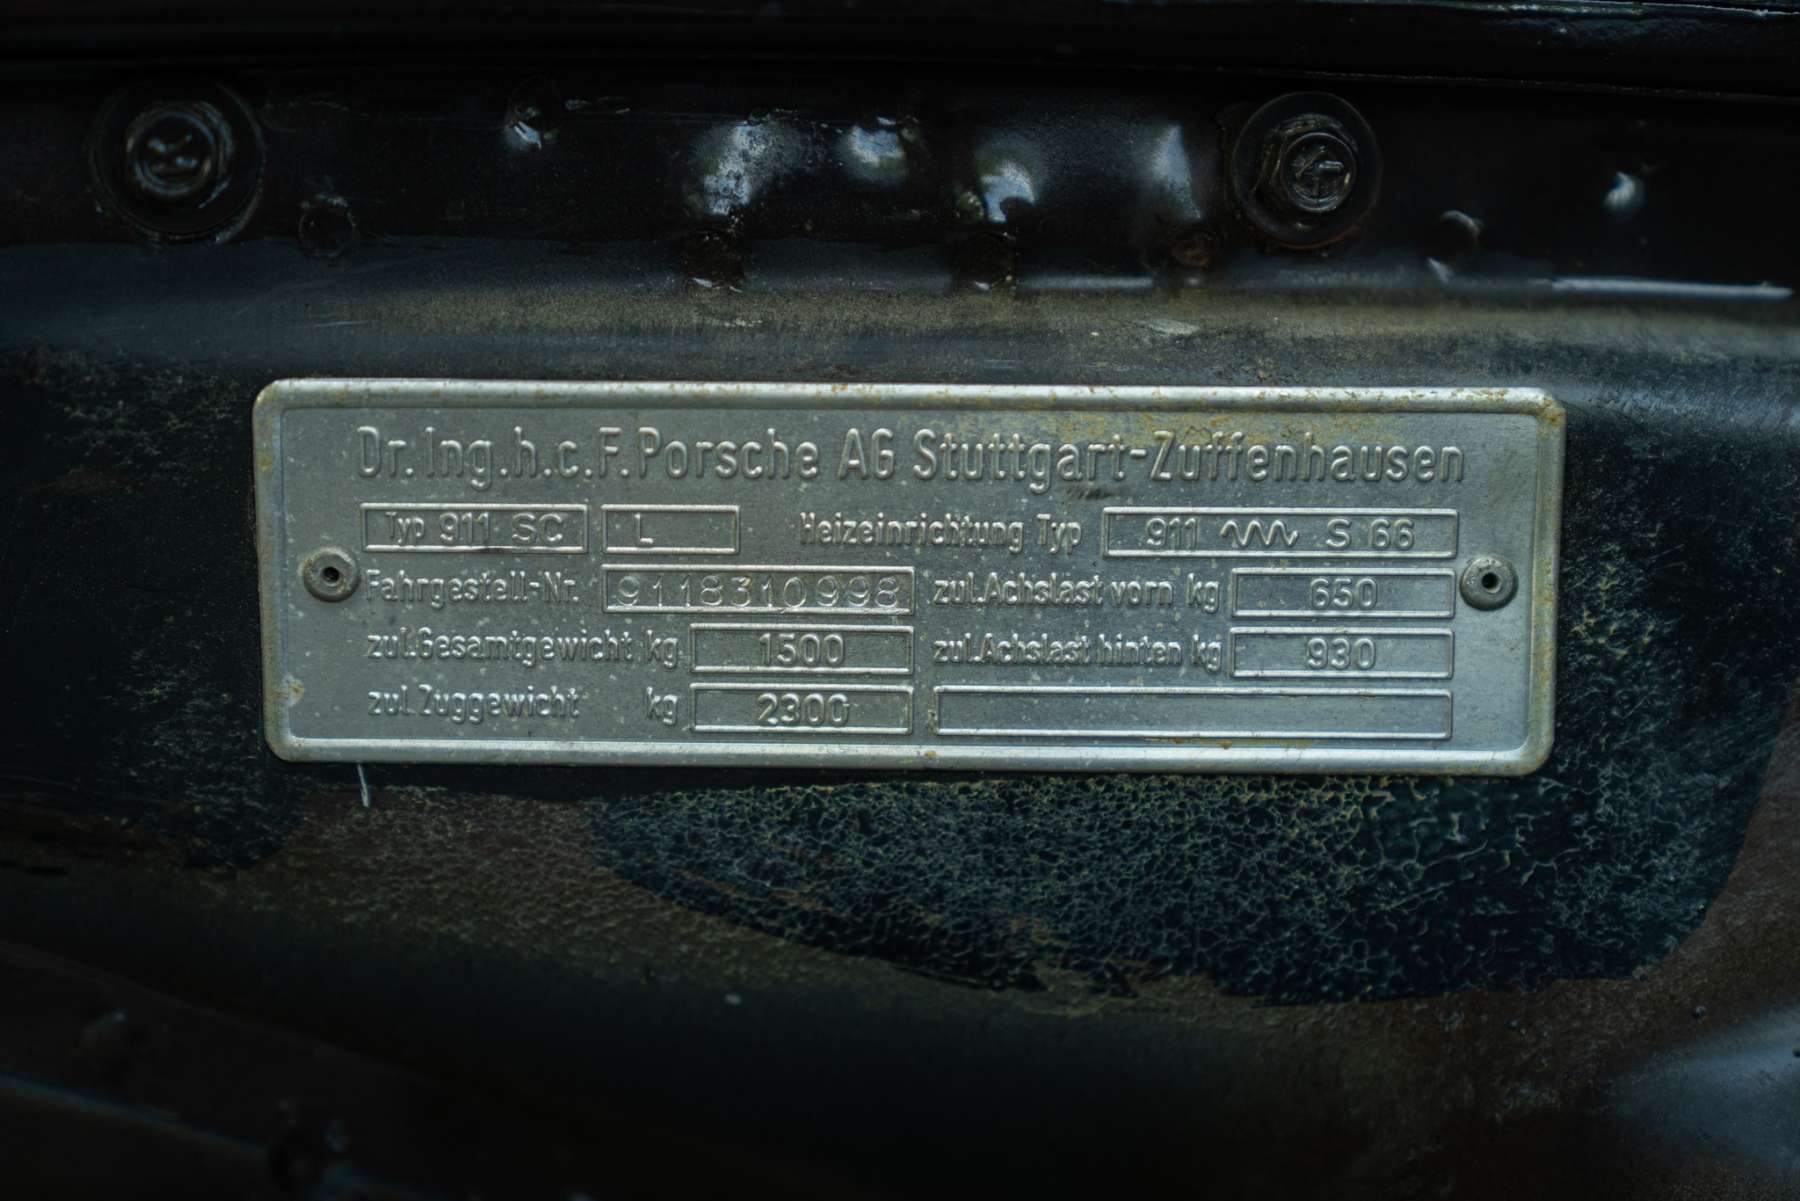 Dr.Ing.h.c.F.Porsche AG Stuttgart-Zuffenhausen
Typ 911 SC L Heizeinrichtung Typ 911 S 66
Fahrgestell-Nr. 9118310998 zul.Achslast vorn kg 650
zul.Gesamtgewicht kg 1500 zul.Achslast hinten kg 930
zul.Zuggewicht kg 2300